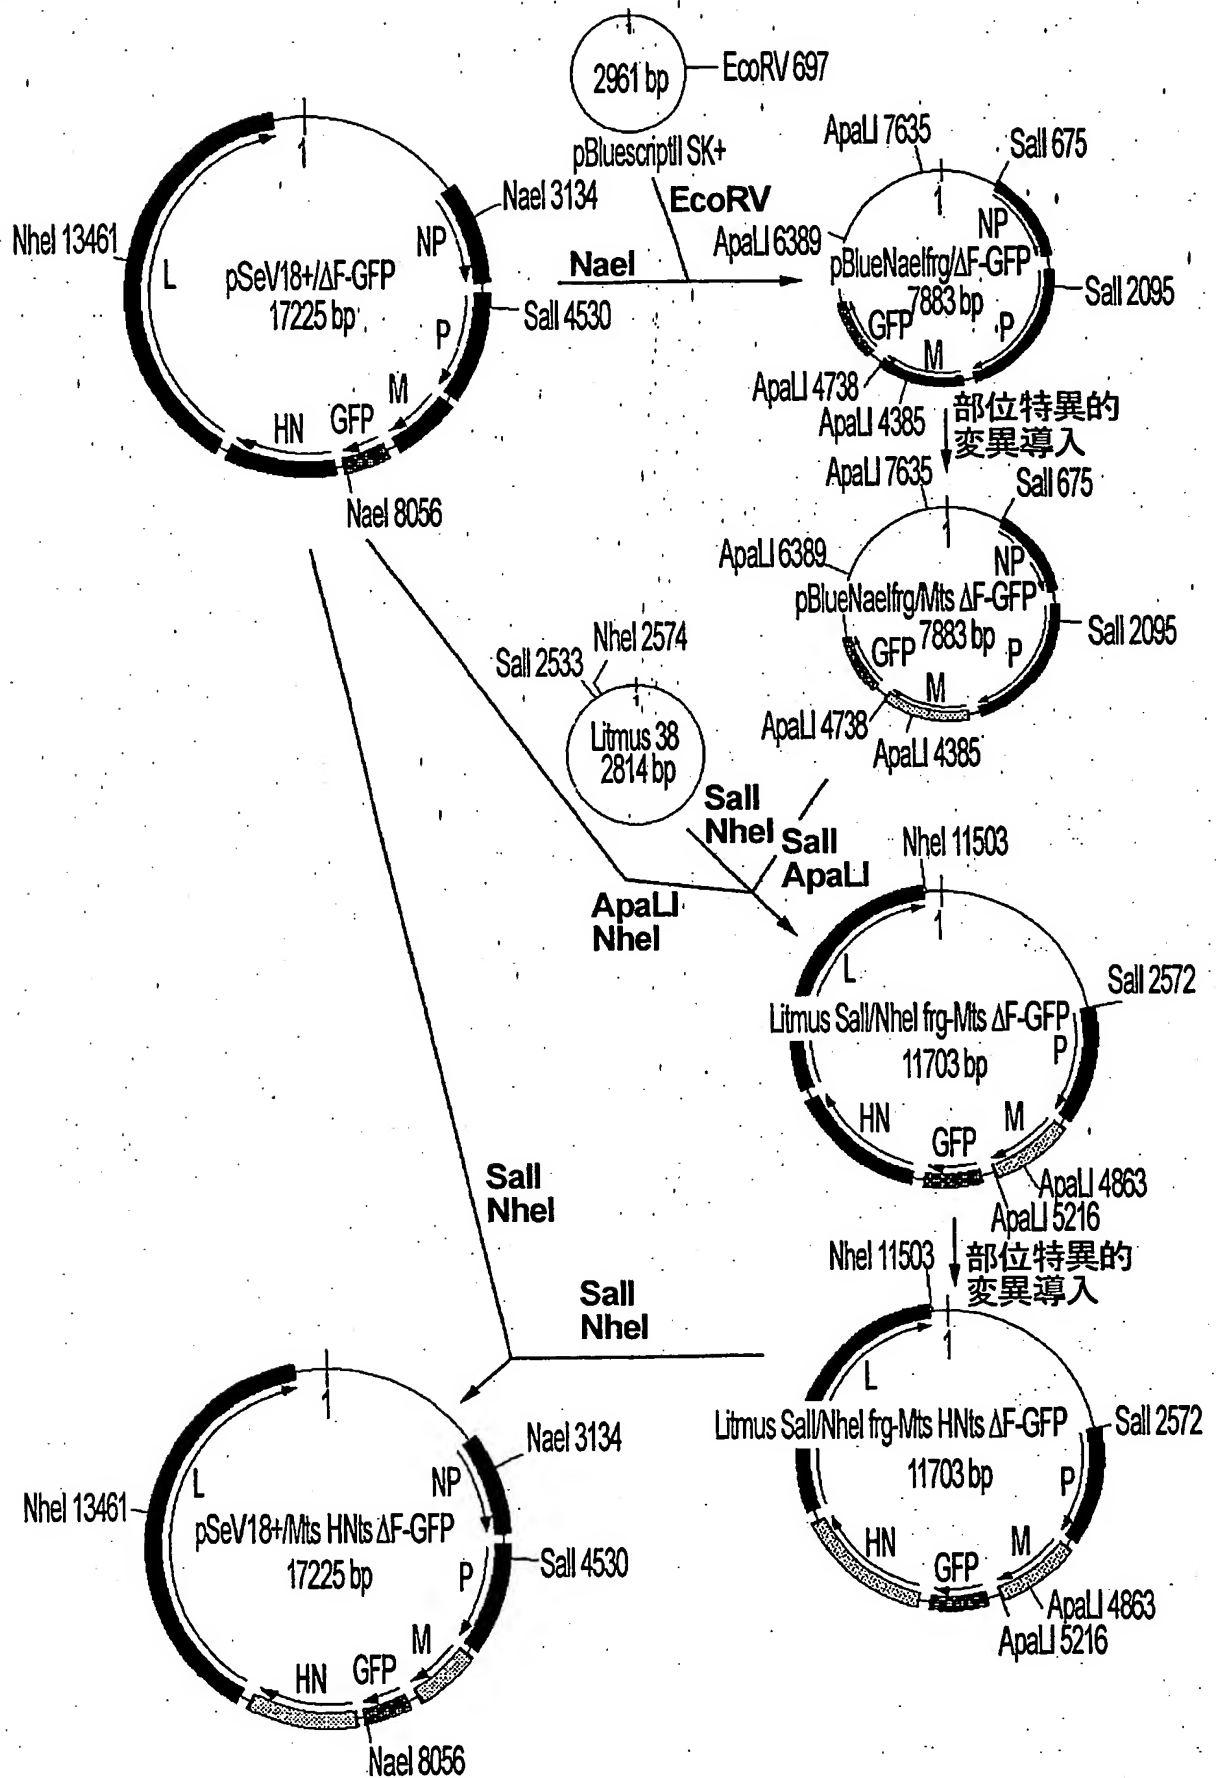 1
2961 bp
EcoRV 697
pBluescriptII SK+
1
NheI 13461
L
pSeV18+/ΔF-GFP
17225 bp
NaeI 3134
NP
SalI 4530
P
M
GFP
HN
NaeI 8056
EcoRV
NaeI
ApaLI 7635
SalI 675
1
NP
ApaLI 6389
pBlueNaeIfrg/ΔF-GFP
7883 bp
SalI 2095
GFP
P
M
ApaLI 4738
ApaLI 4385
部位特異的
変異導入
ApaLI 7635
SalI 675
1
NP
ApaLI 6389
pBlueNaeIfrg/Mts ΔF-GFP
7883 bp
SalI 2095
GFP
P
M
ApaLI 4738
ApaLI 4385
SalI 2533
NheI 2574
1
Litmus 38
2814 bp
SalI
NheI
SalI
ApaLI
ApaLI
NheI
NheI 11503
1
L
SalI 2572
Litmus SalI/NheI frg-Mts ΔF-GFP
11703 bp
P
HN
M
GFP
ApaLI 4863
ApaLI 5216
部位特異的
変異導入
SalI
NheI
SalI
NheI
NheI 11503
1
L
Litmus SalI/NheI frg-Mts HNts ΔF-GFP
11703 bp
SalI 2572
P
HN
M
GFP
ApaLI 4863
ApaLI 5216
1
NaeI 3134
L
NP
NheI 13461
pSeV18+/Mts HNts ΔF-GFP
17225 bp
SalI 4530
P
M
GFP
HN
NaeI 8056